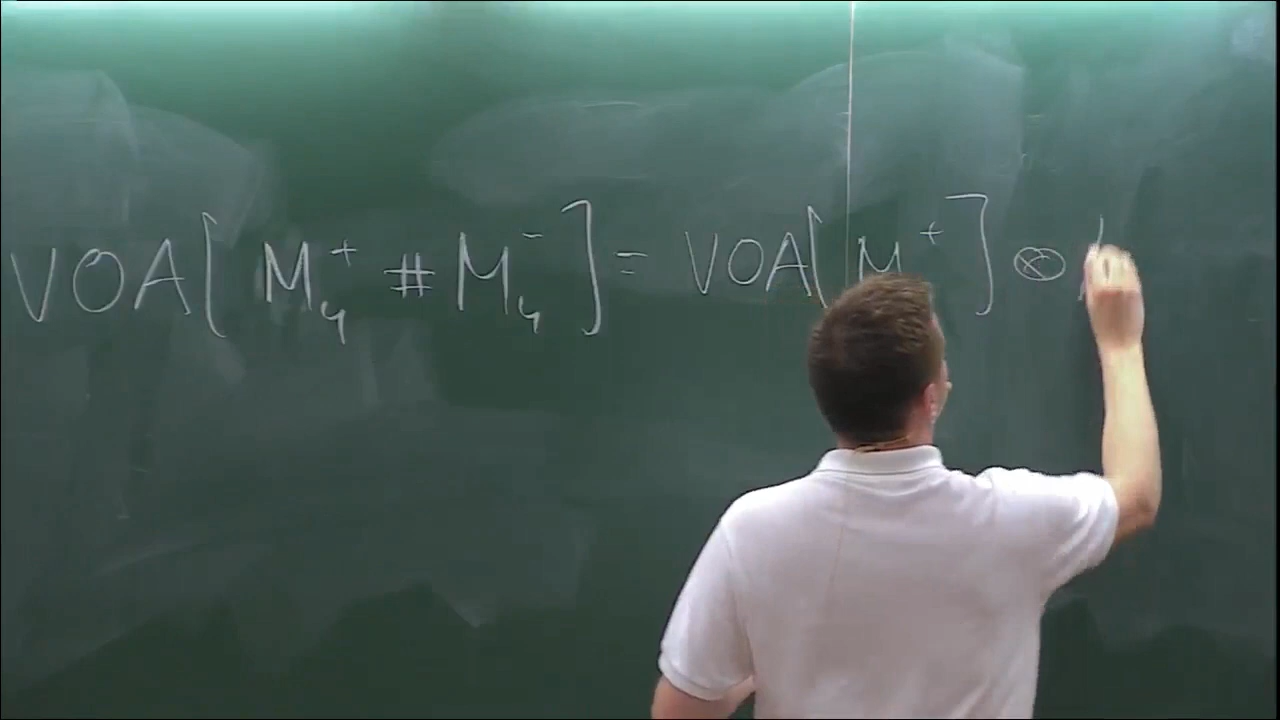 VOA[ M₄⁺ # M₄⁻ ] = VOA[ M⁺ ] ⊗